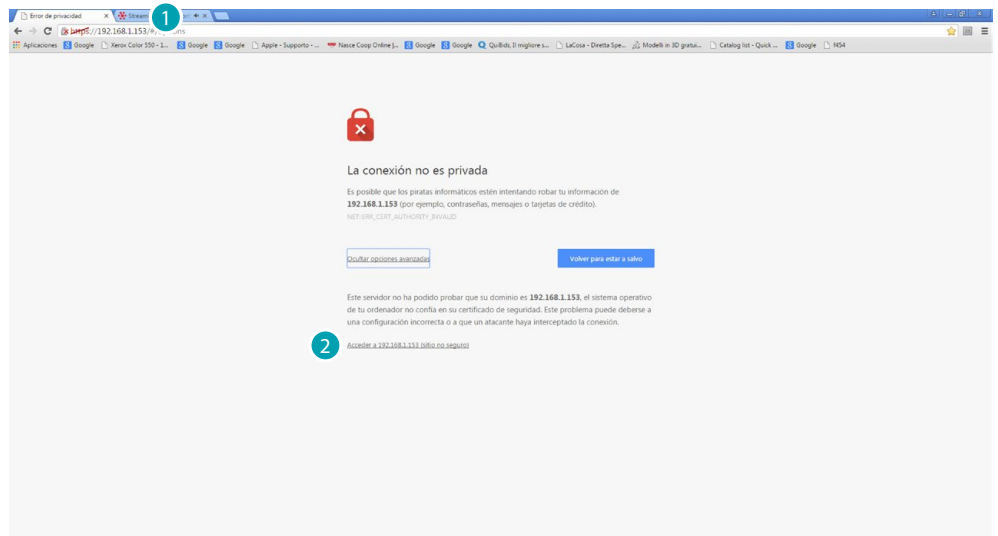 Error de privacidad
Stream
1
https://192.168.1.153/#/ ons
Aplicaciones Google Xerox Color 550 - 1... Google Google Apple - Supporto - ... Nasce Coop Online |... Google Google QuiBids, Il migliore s... LaCosa - Diretta Spe... Modelli in 3D gratui... Catalog list - Quick ... Google f454
La conexión no es privada
Es posible que los piratas informáticos estén intentando robar tu información de
192.168.1.153 (por ejemplo, contraseñas, mensajes o tarjetas de crédito).
NET::ERR_CERT_AUTHORITY_INVALID
Ocultar opciones avanzadas
Volver para estar a salvo
Este servidor no ha podido probar que su dominio es 192.168.1.153, el sistema operativo
de tu ordenador no confía en su certificado de seguridad. Este problema puede deberse a
una configuración incorrecta o a que un atacante haya interceptado la conexión.
2
Acceder a 192.168.1.153 (sitio no seguro)